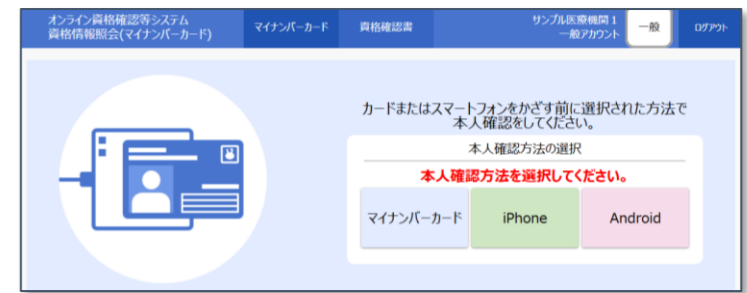 オンライン資格確認等システム
資格情報照会(マイナンバーカード)
マイナンバーカード
資格確認書
サンプル医療機関1
一般アカウント
一般
ログアウト
カードまたはスマートフォンをかざす前に選択された方法で
本人確認をしてください。
本人確認方法の選択
本人確認方法を選択してください。
マイナンバーカード
iPhone
Android